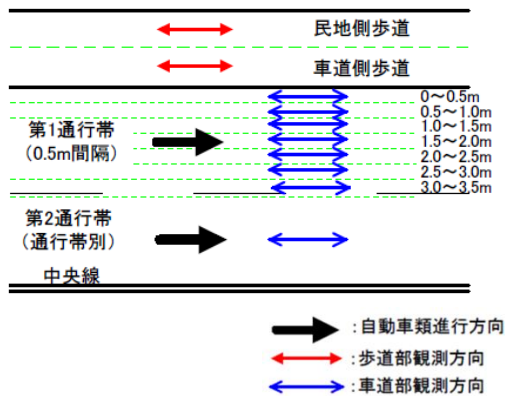 民地側歩道
車道側歩道
0～0.5m
0.5～1.0m
1.0～1.5m
1.5～2.0m
2.0～2.5m
2.5～3.0m
3.0～3.5m
第1通行帯
（0.5m間隔）
第2通行帯
（通行帯別）
中央線
：自動車類進行方向
：歩道部観測方向
：車道部観測方向